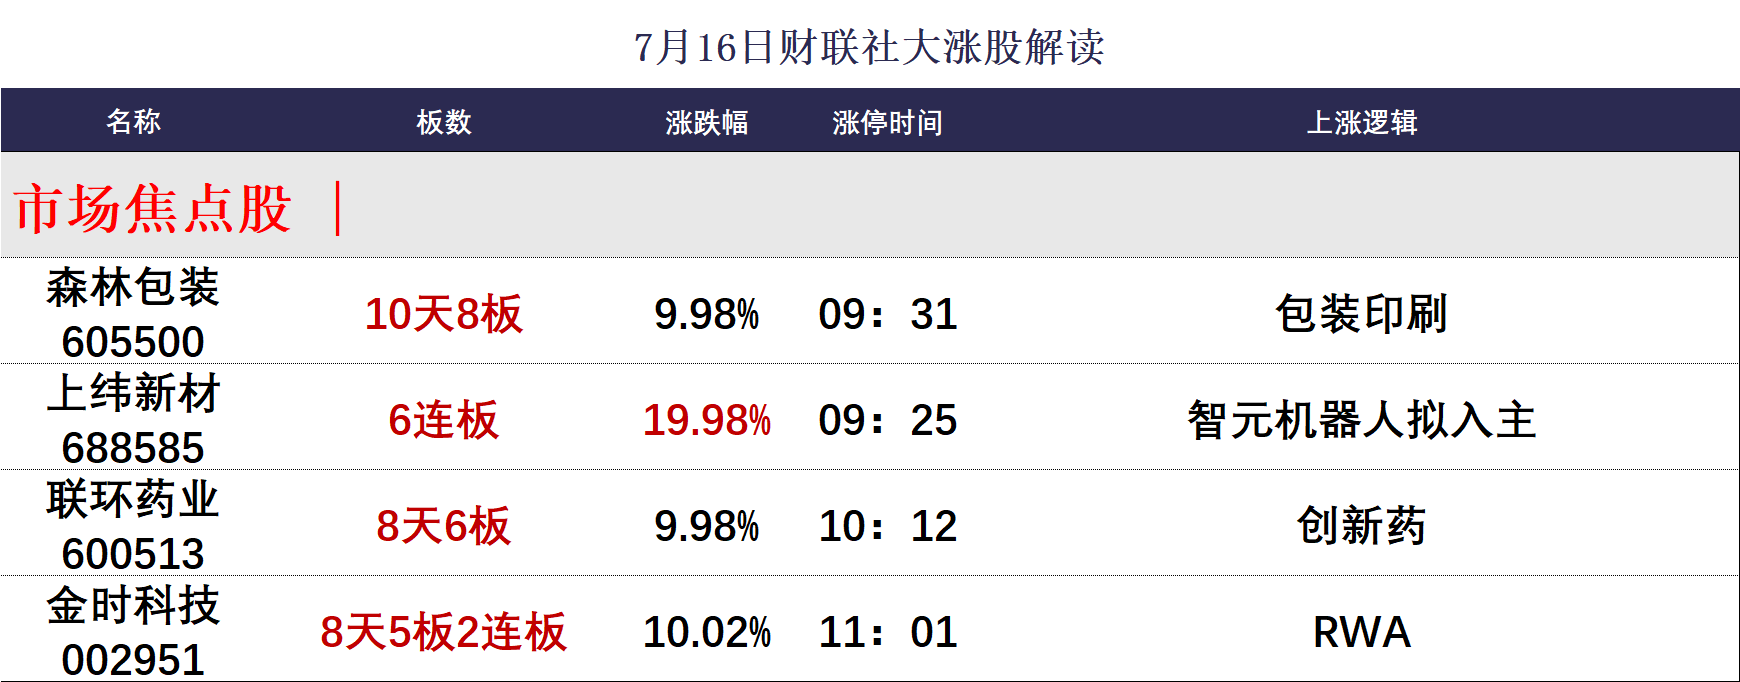 7月16日财联社大涨股解读
名称 板数 涨跌幅 涨停时间 上涨逻辑
市场焦点股 ｜
森林包装
605500 10天8板 9.98% 09：31 包装印刷
上纬新材
688585 6连板 19.98% 09：25 智元机器人拟入主
联环药业
600513 8天6板 9.98% 10：12 创新药
金时科技
002951 8天5板2连板 10.02% 11：01 RWA